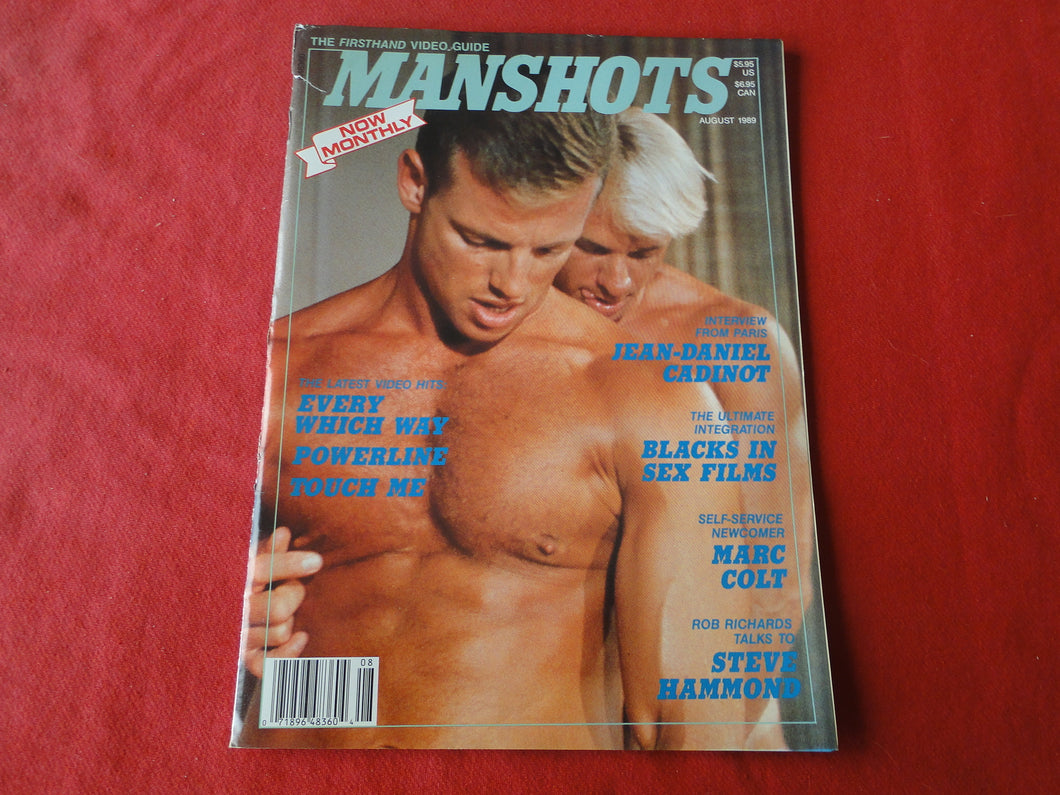 THE FIRSTHAND VIDEO GUIDE
MANSHOTS
$5.95
US
$6.95
CAN
AUGUST 1989
NOW
MONTHLY
INTERVIEW
FROM PARIS
JEAN-DANIEL
CADINOT
THE LATEST VIDEO HITS:
EVERY
WHICH WAY
POWERLINE
TOUCH ME
THE ULTIMATE
INTEGRATION
BLACKS IN
SEX FILMS
SELF-SERVICE
NEWCOMER
MARC
COLT
ROB RICHARDS
TALKS TO
STEVE
HAMMOND
08
0 71896 48360 4